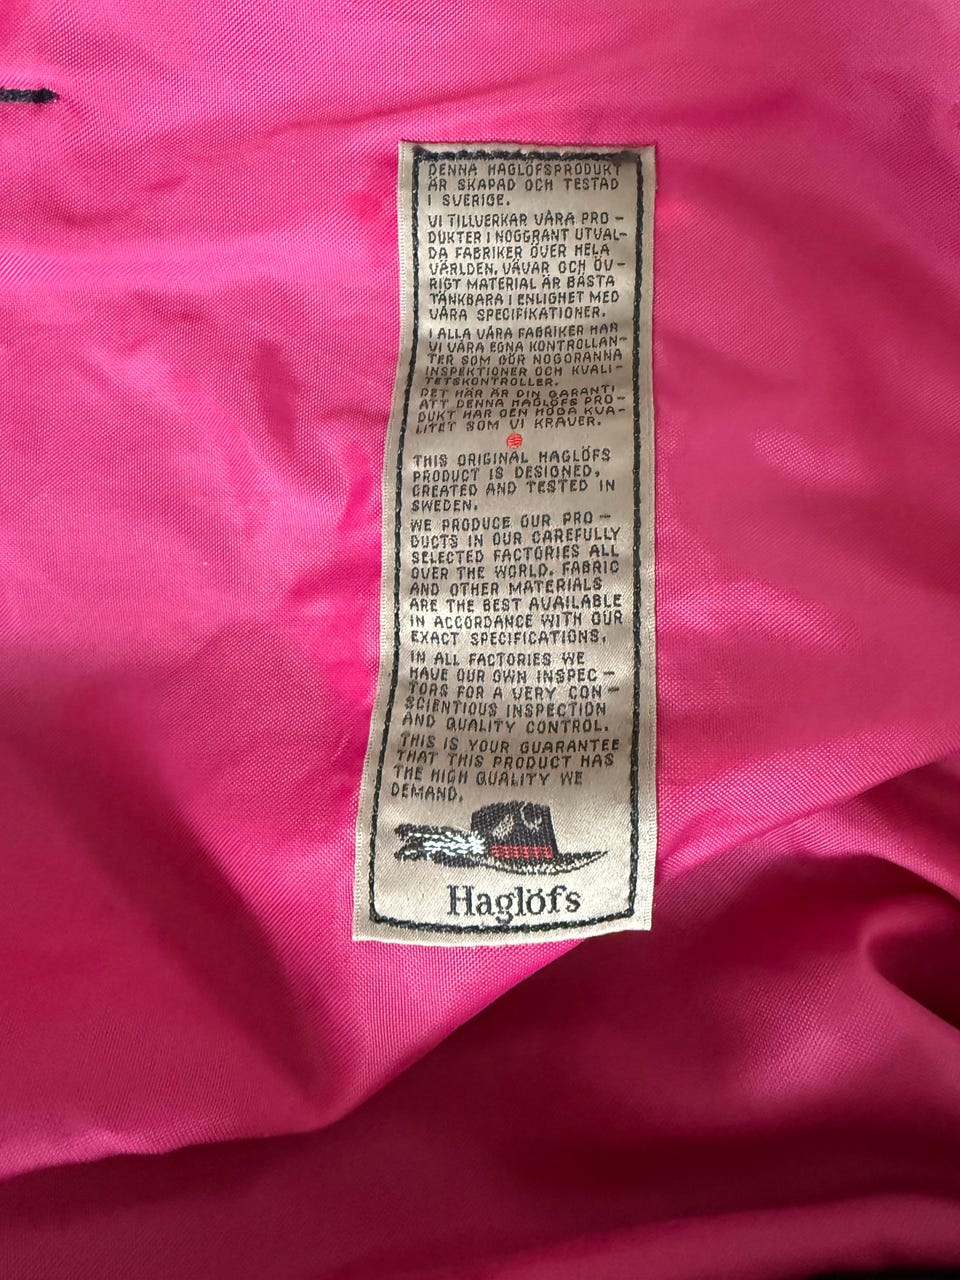 DENNA HAGLÖFSPRODUKT
ÄR SKAPAD OCH TESTAD
I SVERIGE.
VI TILLVERKAR VÅRA PRO-
DUKTER I NOGGRANT UTVAL-
DA FABRIKER ÖVER HELA
VÄRLDEN. VÄVAR OCH ÖV-
RIGT MATERIAL ÄR BÄSTA
TÄNKBARA I ENLIGHET MED
VÅRA SPECIFIKATIONER.
I ALLA VÅRA FABRIKER HAR
VI VÅRA EGNA KONTROLLAN-
TER SOM GÖR NOGGRANNA
INSPEKTIONER OCH KVALI-
TETSKONTROLLER.
DET HÄR ÄR DIN GARANTI
ATT DENNA HAGLÖFS PRO-
DUKT HAR DEN HÖGA KVA-
LITET SOM VI KRÄVER.
THIS ORIGINAL HAGLÖFS
PRODUCT IS DESIGNED,
CREATED AND TESTED IN
SWEDEN.
WE PRODUCE OUR PRO-
DUCTS IN OUR CAREFULLY
SELECTED FACTORIES ALL
OVER THE WORLD. FABRIC
AND OTHER MATERIALS
ARE THE BEST AVAILABLE
IN ACCORDANCE WITH OUR
EXACT SPECIFICATIONS.
IN ALL FACTORIES WE
HAVE OUR OWN INSPEC-
TORS FOR A VERY CON-
SCIENTIOUS INSPECTION
AND QUALITY CONTROL.
THIS IS YOUR GUARANTEE
THAT THIS PRODUCT HAS
THE HIGH QUALITY WE
DEMAND.
Haglöfs